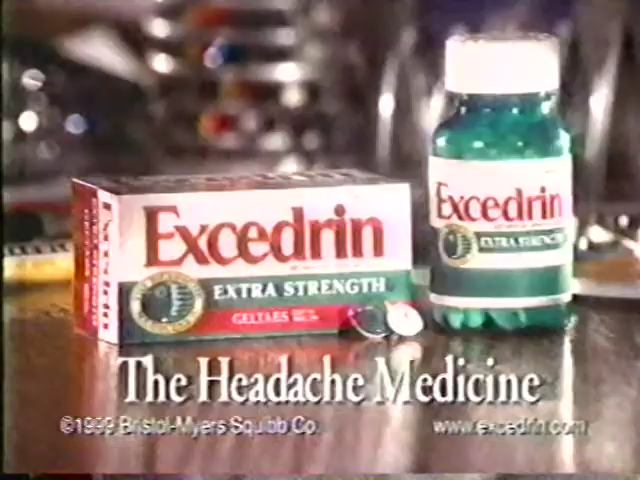 Excedrin
EXTRA STRENGTH
GELTABS
Excedrin
EXTRA STRENGTH
The Headache Medicine
©1999 Bristol-Myers Squibb Co.
www.excedrin.com